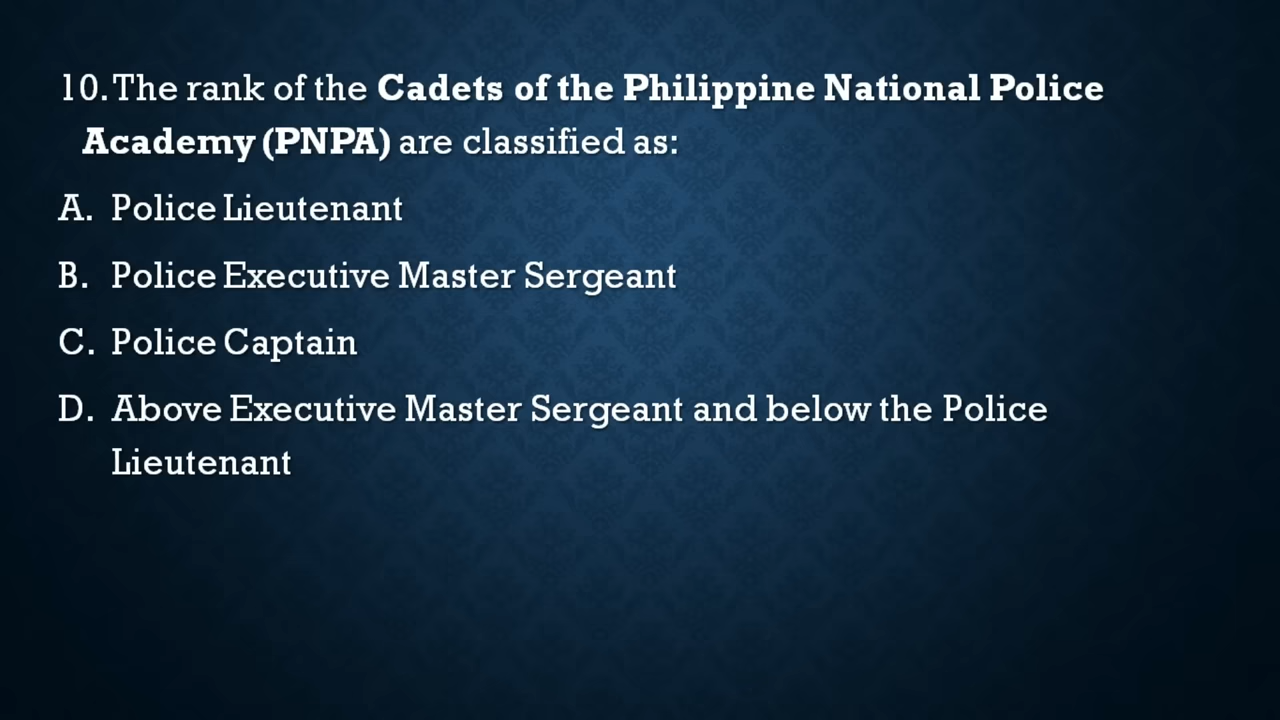 10. The rank of the Cadets of the Philippine National Police
Academy (PNPA) are classified as:
A. Police Lieutenant
B. Police Executive Master Sergeant
C. Police Captain
D. Above Executive Master Sergeant and below the Police
Lieutenant